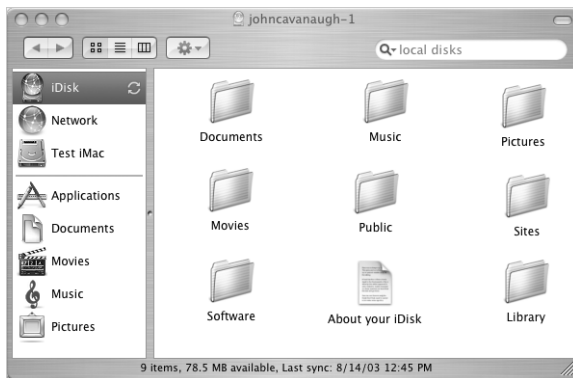 johncavanaugh-1
local disks
iDisk
Network
Test iMac
Applications
Documents
Movies
Music
Pictures
Documents
Music
Pictures
Movies
Public
Sites
Software
About your iDisk
Library
9 items, 78.5 MB available, Last sync: 8/14/03 12:45 PM